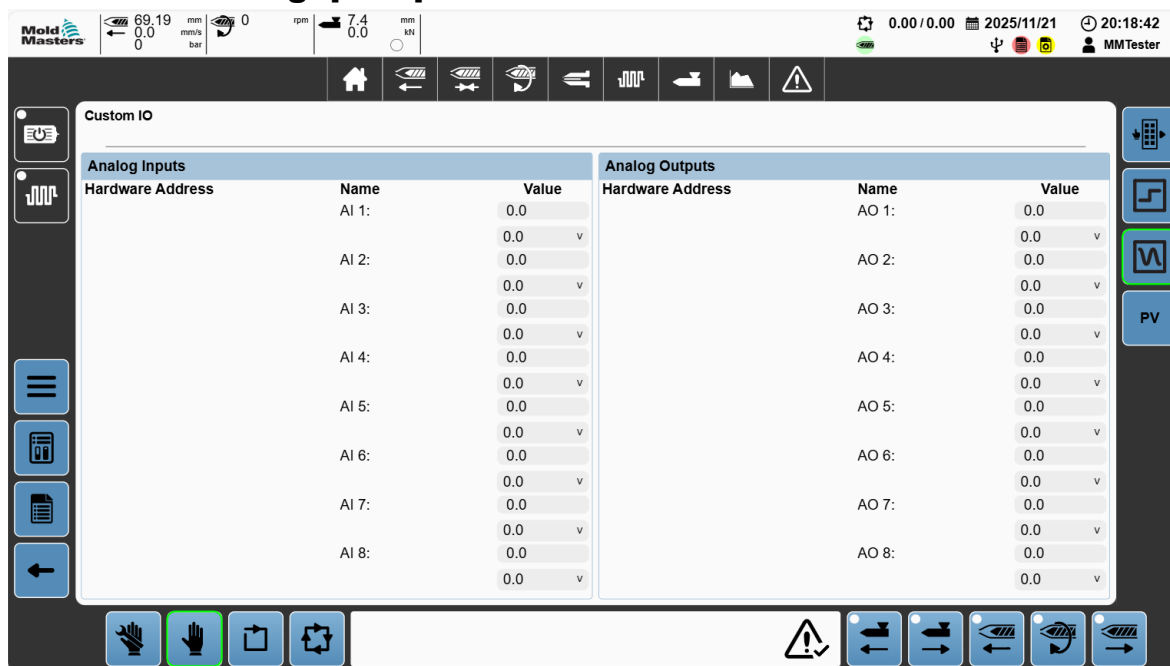 Mold Masters
69.19 mm
0.0 mm/s
0 bar
0 rpm
7.4 mm
0.0 kN
0.00 / 0.00
2025/11/21
20:18:42
MMTester
Custom IO
Analog Inputs
Hardware Address Name Value
AI 1: 0.0
0.0 v
AI 2: 0.0
0.0 v
AI 3: 0.0
0.0 v
AI 4: 0.0
0.0 v
AI 5: 0.0
0.0 v
AI 6: 0.0
0.0 v
AI 7: 0.0
0.0 v
AI 8: 0.0
0.0 v
Analog Outputs
Hardware Address Name Value
AO 1: 0.0
0.0 v
AO 2: 0.0
0.0 v
AO 3: 0.0
0.0 v
AO 4: 0.0
0.0 v
AO 5: 0.0
0.0 v
AO 6: 0.0
0.0 v
AO 7: 0.0
0.0 v
AO 8: 0.0
0.0 v
PV